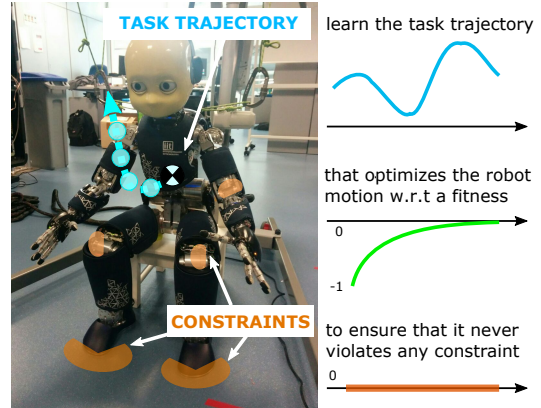 TASK TRAJECTORY
CONSTRAINTS
learn the task trajectory
that optimizes the robot
motion w.r.t a fitness
0
-1
to ensure that it never
violates any constraint
0